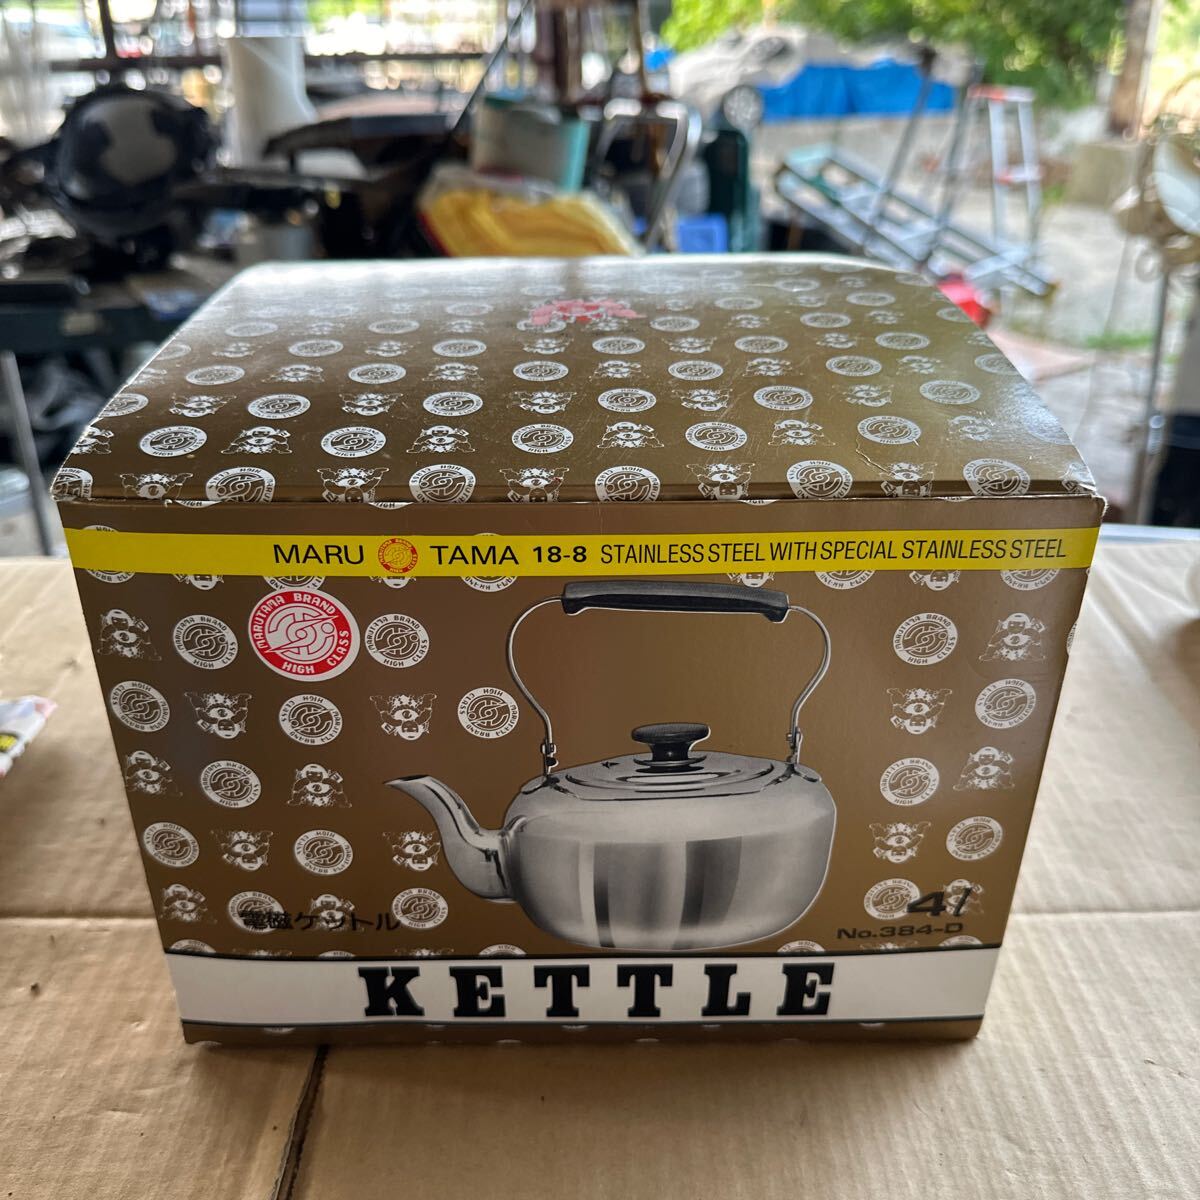 MARU TAMA 18-8 STAINLESS STEEL WITH SPECIAL STAINLESS STEEL
MARUTAMA BRAND
HIGH CLASS
電磁ケットル
4l
No.384-D
KETTLE